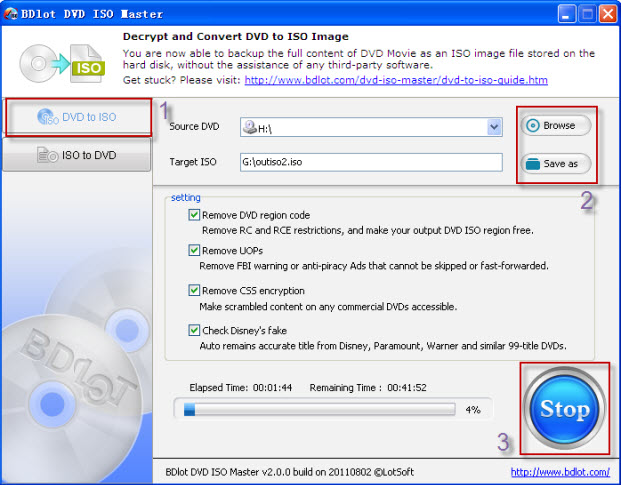 BDlot DVD ISO Master
Decrypt and Convert DVD to ISO Image
You are now able to backup the full content of DVD Movie as an ISO image file stored on the
hard disk, without the assistance of any third-party software.
Get stuck? Please visit: http://www.bdlot.com/dvd-iso-master/dvd-to-iso-guide.htm
ISO
DVD to ISO
1
ISO to DVD
Source DVD
H:\
Browse
Target ISO
G:\outiso2.iso
Save as
2
setting
Remove DVD region code
Remove RC and RCE restrictions, and make your output DVD ISO region free.
Remove UOPs
Remove FBI warning or anti-piracy Ads that cannot be skipped or fast-forwarded.
Remove CSS encryption
Make scrambled content on any commercial DVDs accessible.
Check Disney's fake
Auto remains accurate title from Disney, Paramount, Warner and similar 99-title DVDs.
BDlOT
Elapsed Time: 00:01:44 Remaining Time : 00:41:52
4%
Stop
3
BDlot DVD ISO Master v2.0.0 build on 20110802 ©LotSoft
http://www.bdlot.com/